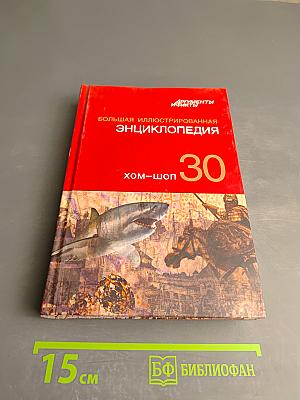 АРГУМЕНТЫ
И ФАКТЫ
БОЛЬШАЯ ИЛЛЮСТРИРОВАННАЯ
ЭНЦИКЛОПЕДИЯ
ХОМ–ШОП 30
15 см
БФ БИБЛИОФАН